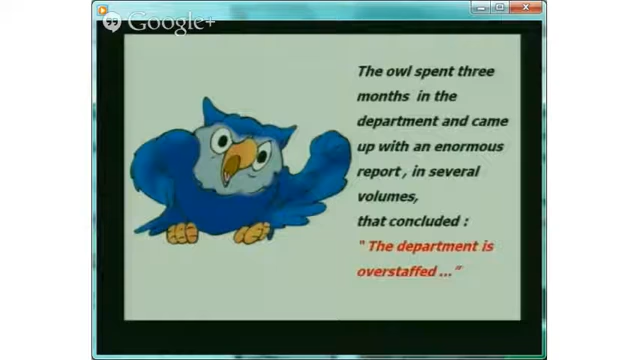 Google+
The owl spent three
months in the
department and came
up with an enormous
report , in several
volumes,
that concluded :
" The department is
overstaffed ..."